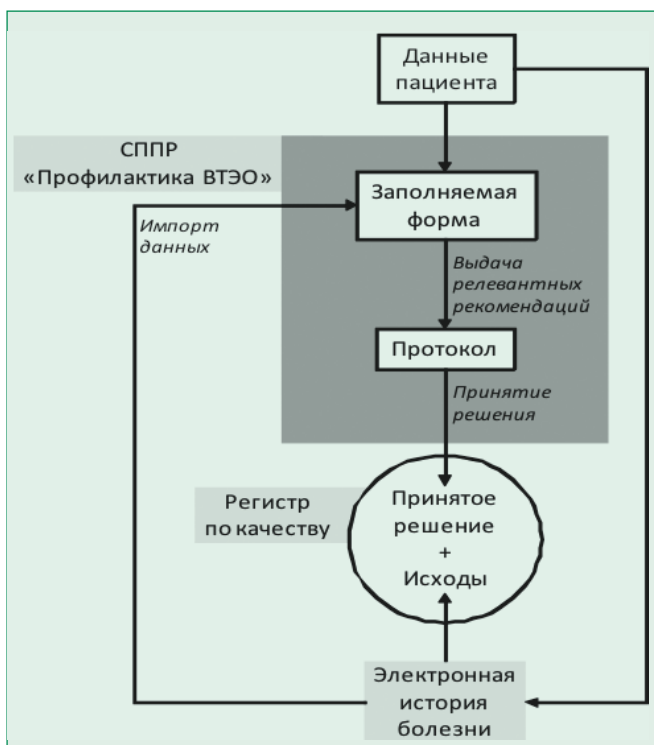 Данные
пациента
СППР
«Профилактика ВТЭО»
Заполняемая
форма
Импорт
данных
Выдача
релевантных
рекомендаций
Протокол
Принятие
решения
Регистр
по качеству
Принятое
решение
+
Исходы
Электронная
история
болезни